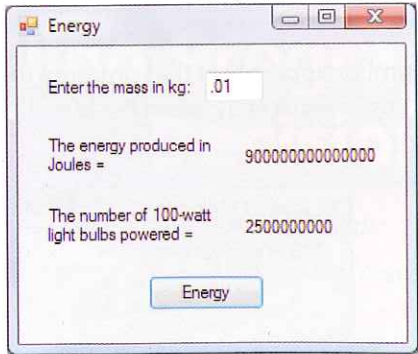 Energy
Enter the mass in kg: .01
The energy produced in
Joules = 900000000000000
The number of 100-watt
light bulbs powered = 2500000000
Energy